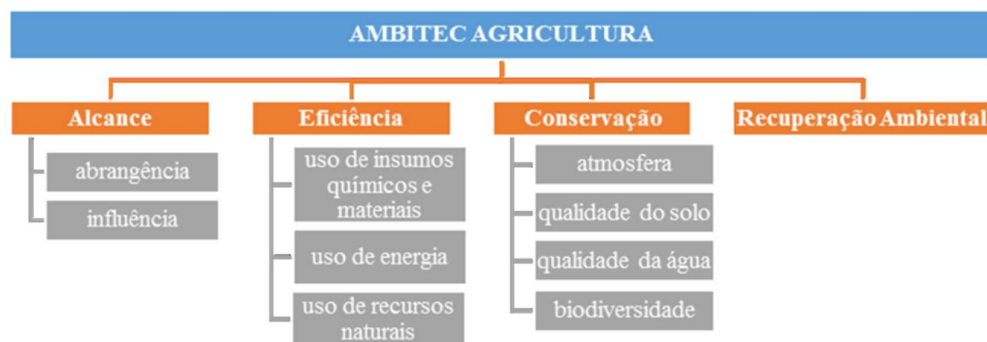 AMBITEC AGRICULTURA
Alcance
abrangência
influência
Eficiência
uso de insumos
químicos e
materiais
uso de energia
uso de recursos
naturais
Conservação
atmosfera
qualidade do solo
qualidade da água
biodiversidade
Recuperação Ambiental